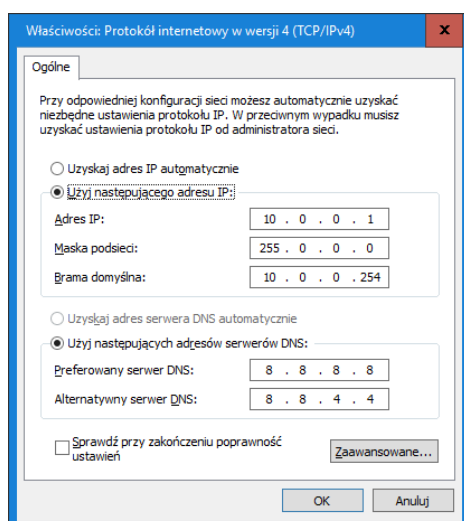 Właściwości: Protokół internetowy w wersji 4 (TCP/IPv4)
x
Ogólne
Przy odpowiedniej konfiguracji sieci możesz automatycznie uzyskać
niezbędne ustawienia protokołu IP. W przeciwnym wypadku musisz
uzyskać ustawienia protokołu IP od administratora sieci.
Uzyskaj adres IP automatycznie
Użyj następującego adresu IP:
Adres IP: 10 . 0 . 0 . 1
Maska podsieci: 255 . 0 . 0 . 0
Brama domyślna: 10 . 0 . 0 . 254
Uzyskaj adres serwera DNS automatycznie
Użyj następujących adresów serwerów DNS:
Preferowany serwer DNS: 8 . 8 . 8 . 8
Alternatywny serwer DNS: 8 . 8 . 4 . 4
Sprawdź przy zakończeniu poprawność
ustawień
Zaawansowane...
OK Anuluj